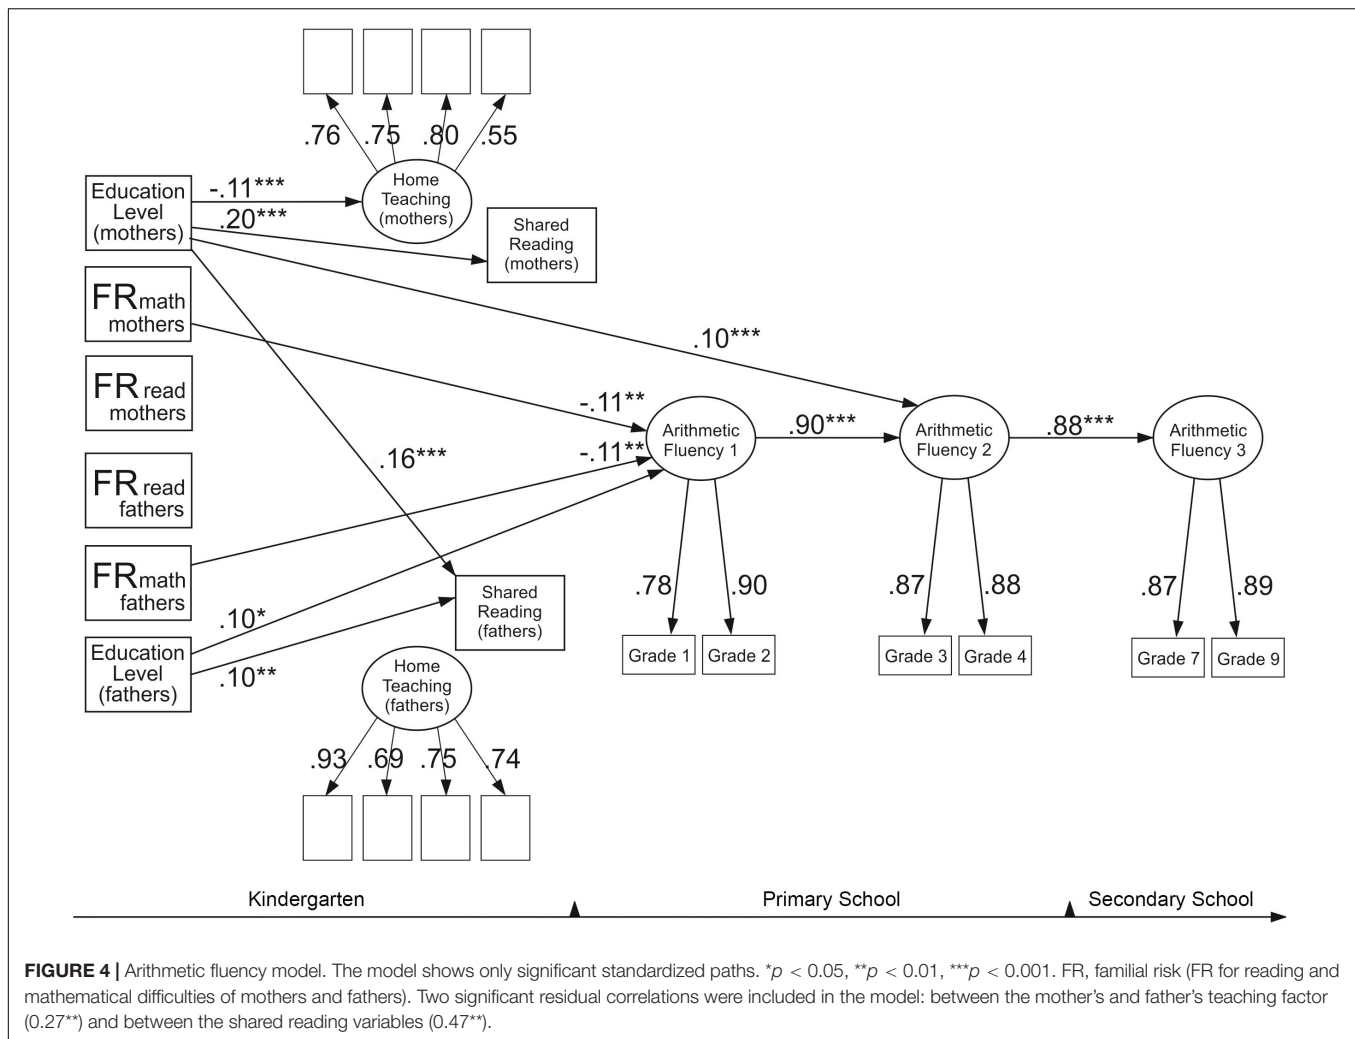 .76 .75 .80 .55
Education
Level
(mothers)
-.11***
.20***
Home
Teaching
(mothers)
Shared
Reading
(mothers)
FR math
mothers
.10***
FR read
mothers
-.11**
-.11**
.16***
Arithmetic
Fluency 1
.90***
Arithmetic
Fluency 2
.88***
Arithmetic
Fluency 3
FR read
fathers
FR math
fathers
.78 .90
.87 .88
.87 .89
Shared
Reading
(fathers)
.10*
.10**
Education
Level
(fathers)
Grade 1 Grade 2
Grade 3 Grade 4
Grade 7 Grade 9
Home
Teaching
(fathers)
.93 .69 .75 .74
Kindergarten Primary School Secondary School
FIGURE 4 | Arithmetic fluency model. The model shows only significant standardized paths. *p < 0.05, **p < 0.01, ***p < 0.001. FR, familial risk (FR for reading and
mathematical difficulties of mothers and fathers). Two significant residual correlations were included in the model: between the mother's and father's teaching factor
(0.27**) and between the shared reading variables (0.47**).